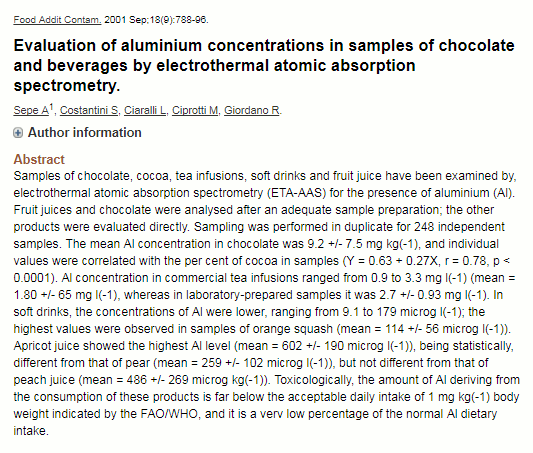 Food Addit Contam. 2001 Sep;18(9):788-96.
Evaluation of aluminium concentrations in samples of chocolate
and beverages by electrothermal atomic absorption
spectrometry.
Sepe A1, Costantini S, Ciaralli L, Ciprotti M, Giordano R.
Author information
Abstract
Samples of chocolate, cocoa, tea infusions, soft drinks and fruit juice have been examined by,
electrothermal atomic absorption spectrometry (ETA-AAS) for the presence of aluminium (Al).
Fruit juices and chocolate were analysed after an adequate sample preparation; the other
products were evaluated directly. Sampling was performed in duplicate for 248 independent
samples. The mean Al concentration in chocolate was 9.2 +/- 7.5 mg kg(-1), and individual
values were correlated with the per cent of cocoa in samples (Y = 0.63 + 0.27X, r = 0.78, p <
0.0001). Al concentration in commercial tea infusions ranged from 0.9 to 3.3 mg l(-1) (mean =
1.80 +/- 65 mg l(-1), whereas in laboratory-prepared samples it was 2.7 +/- 0.93 mg l(-1). In
soft drinks, the concentrations of Al were lower, ranging from 9.1 to 179 microg l(-1); the
highest values were observed in samples of orange squash (mean = 114 +/- 56 microg l(-1)).
Apricot juice showed the highest Al level (mean = 602 +/- 190 microg l(-1)), being statistically,
different from that of pear (mean = 259 +/- 102 microg l(-1)), but not different from that of
peach juice (mean = 486 +/- 269 microg kg(-1)). Toxicologically, the amount of Al deriving from
the consumption of these products is far below the acceptable daily intake of 1 mg kg(-1) body
weight indicated by the FAO/WHO, and it is a very low percentage of the normal Al dietary
intake.